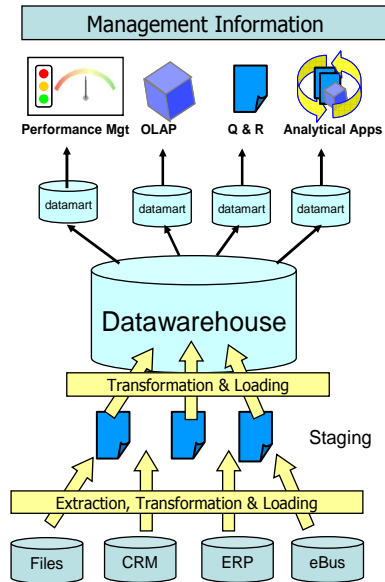 Management Information
Performance Mgt OLAP Q & R Analytical Apps
datamart datamart datamart datamart
Datawarehouse
Transformation & Loading
Staging
Extraction, Transformation & Loading
Files CRM ERP eBus